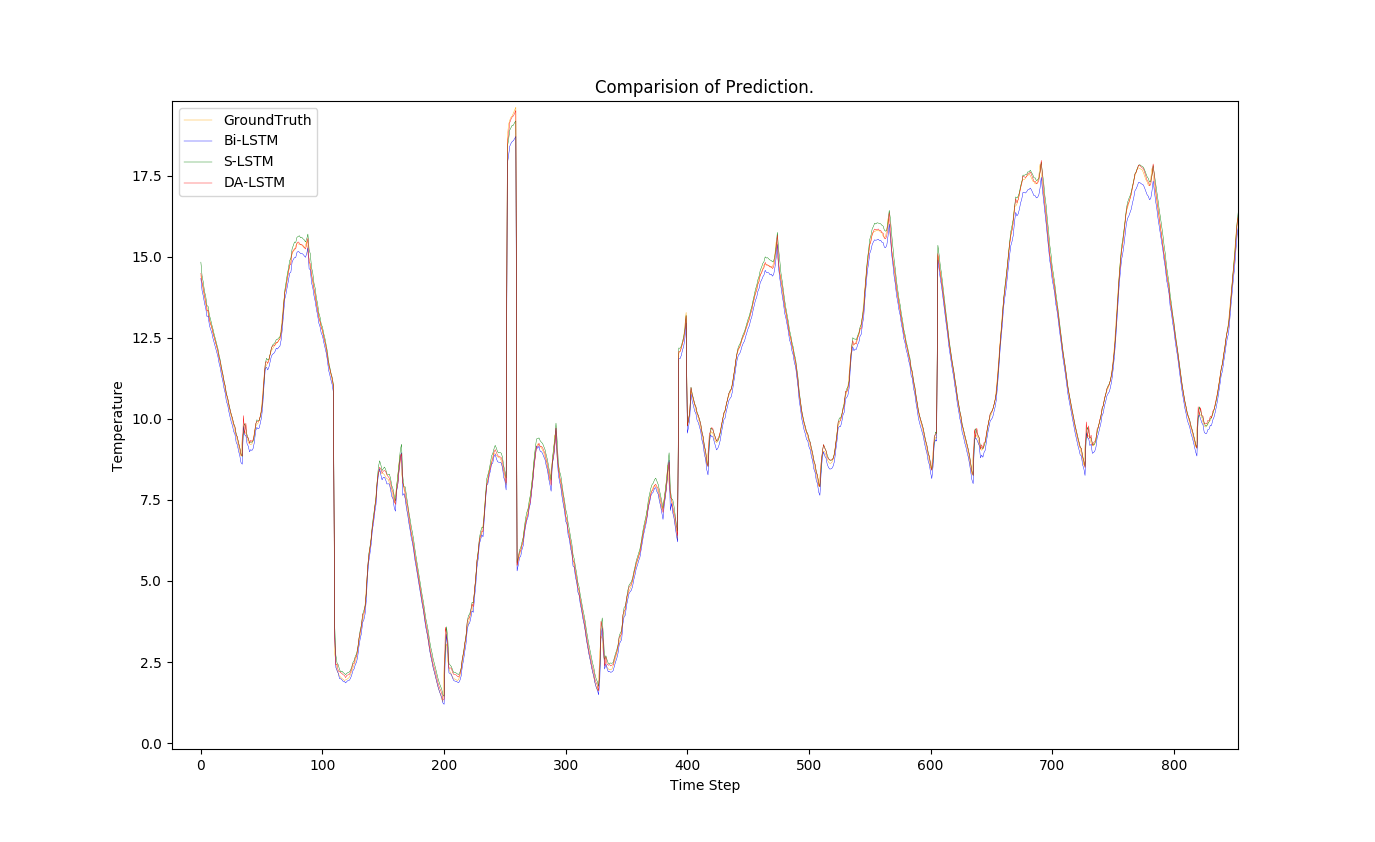 Comparision of Prediction.
GroundTruth
Bi-LSTM
S-LSTM
DA-LSTM
17.5
15.0
12.5
10.0
7.5
5.0
2.5
0.0
Temperature
0 100 200 300 400 500 600 700 800
Time Step